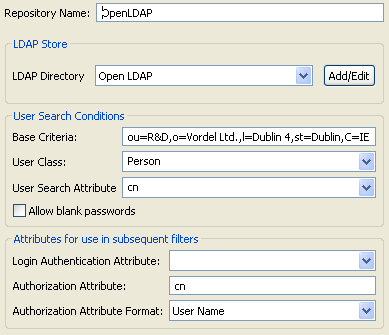 Repository Name: OpenLDAP
LDAP Store
LDAP Directory Open LDAP Add/Edit
User Search Conditions
Base Criteria: ou=R&D,o=Vordel Ltd.,l=Dublin 4,st=Dublin,C=IE
User Class: Person
User Search Attribute cn
Allow blank passwords
Attributes for use in subsequent filters
Login Authentication Attribute:
Authorization Attribute: cn
Authorization Attribute Format: User Name